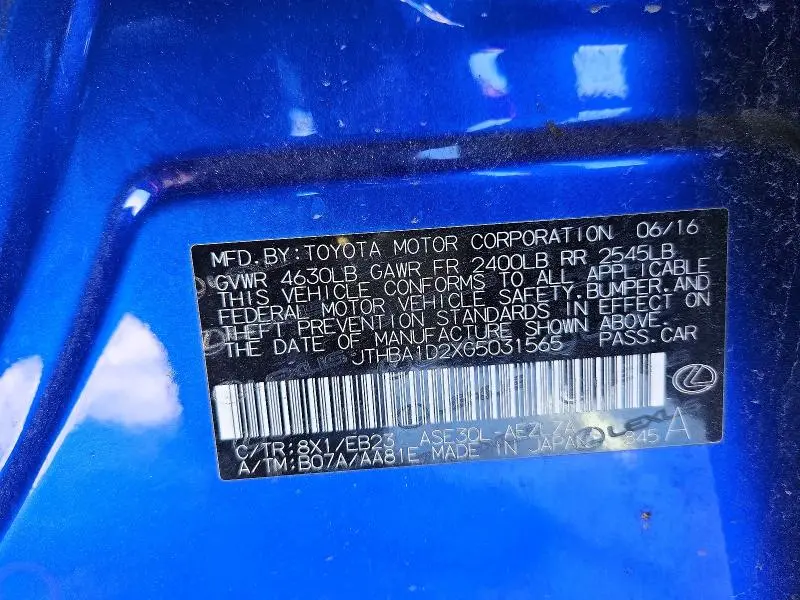 MFD. BY: TOYOTA MOTOR CORPORATION 06/16
GVWR 4630LB GAWR FR 2400LB RR 2545LB
THIS VEHICLE CONFORMS TO ALL APPLICABLE
FEDERAL MOTOR VEHICLE SAFETY, BUMPER, AND
THEFT PREVENTION STANDARDS IN EFFECT ON
THE DATE OF MANUFACTURE SHOWN ABOVE.
JTHBA1D2XG5031565 PASS.CAR
C/TR: 8X1/EB23 ASE30L-AEZLZA
A/TM: B07A/AA81E MADE IN JAPAN 845 A
LEXUS